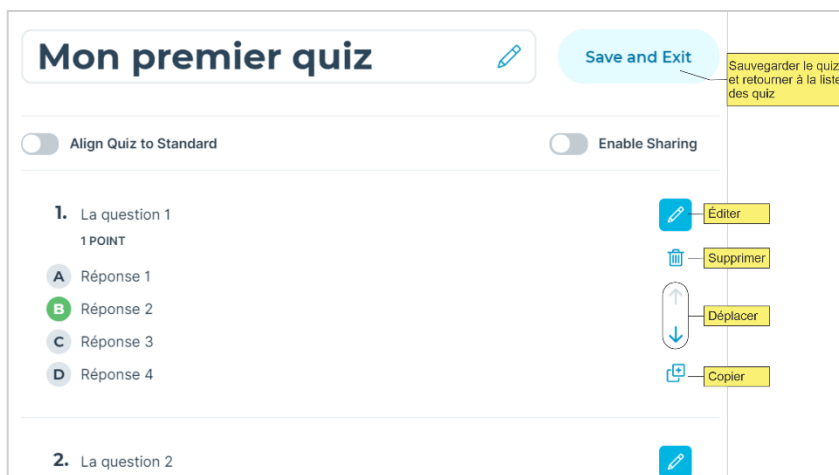 Mon premier quiz
Save and Exit
Sauvegarder le quiz
et retourner à la liste
des quiz
Align Quiz to Standard
Enable Sharing
1. La question 1
1 POINT
Éditer
Supprimer
A Réponse 1
B Réponse 2
Déplacer
C Réponse 3
D Réponse 4
Copier
2. La question 2